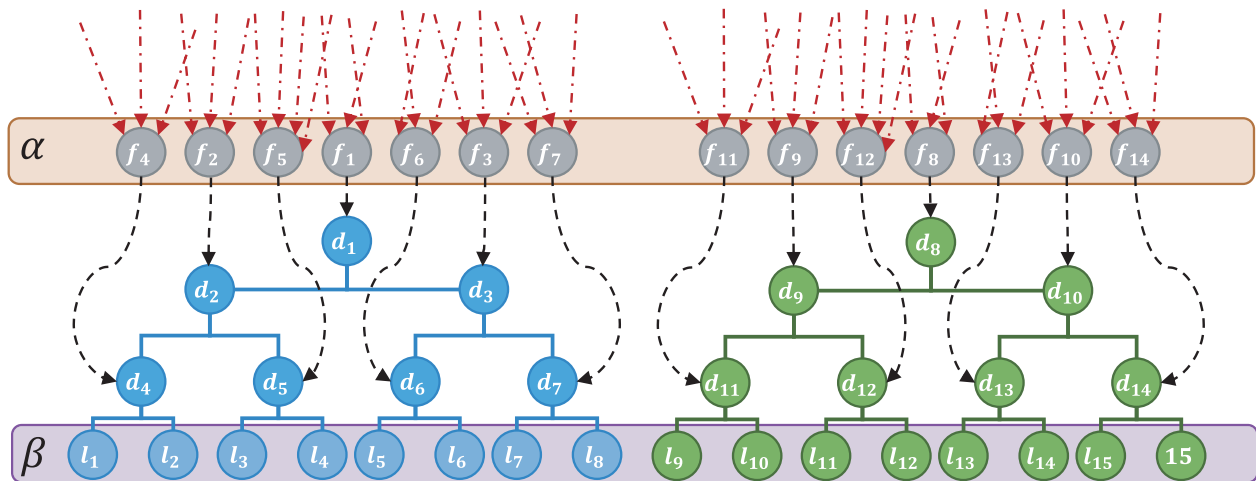 α f₄ f₂ f₅ f₁ f₆ f₃ f₇ f₁₁ f₉ f₁₂ f₈ f₁₃ f₁₀ f₁₄
d₁ d₈
d₂ d₃ d₉ d₁₀
d₄ d₅ d₆ d₇ d₁₁ d₁₂ d₁₃ d₁₄
β l₁ l₂ l₃ l₄ l₅ l₆ l₇ l₈ l₉ l₁₀ l₁₁ l₁₂ l₁₃ l₁₄ l₁₅ 15